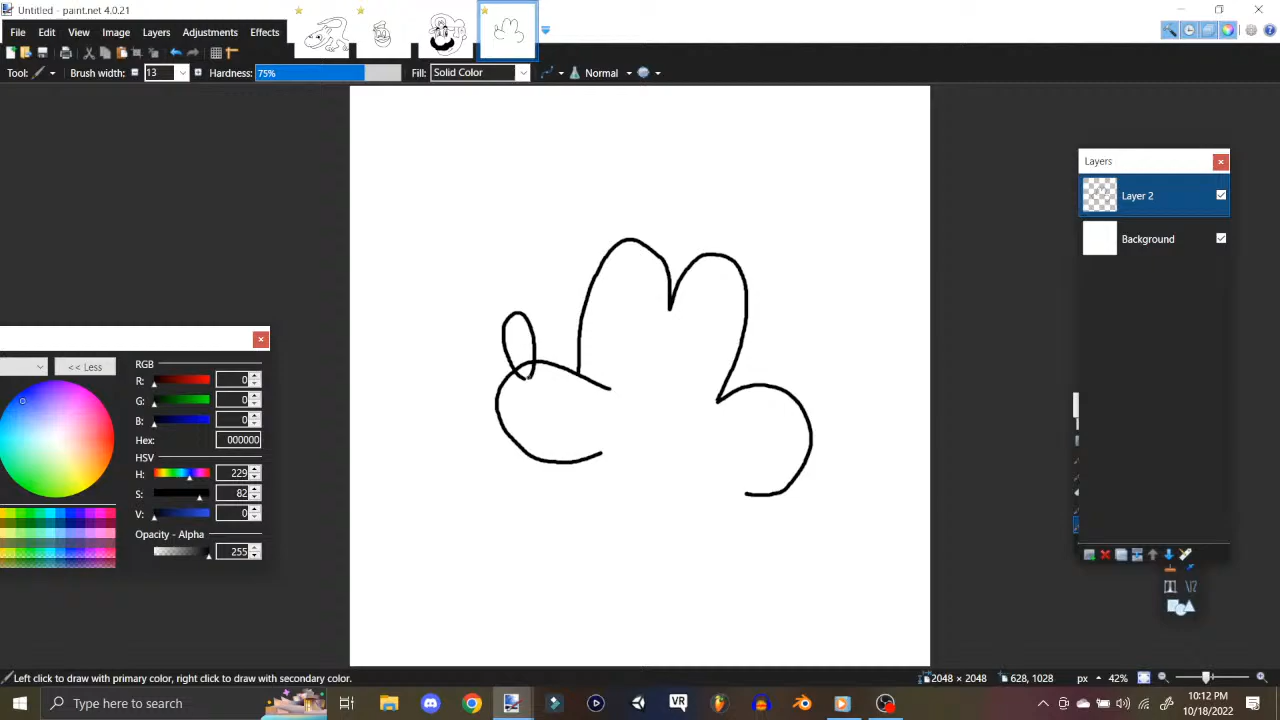 Untitled - paint.net 4.0.21
File Edit View Image Layers Adjustments Effects
Tool: Brush width: 13 Hardness: 75% Fill: Solid Color Normal
Layers
Layer 2
Background
<< Less
RGB
R: 0
G: 0
B: 0
Hex: 000000
HSV
H: 229
S: 82
V: 0
Opacity - Alpha
255
Left click to draw with primary color, right click to draw with secondary color.
2048 × 2048 628, 1028 px 42%
Type here to search
VR
10:12 PM
10/18/2022